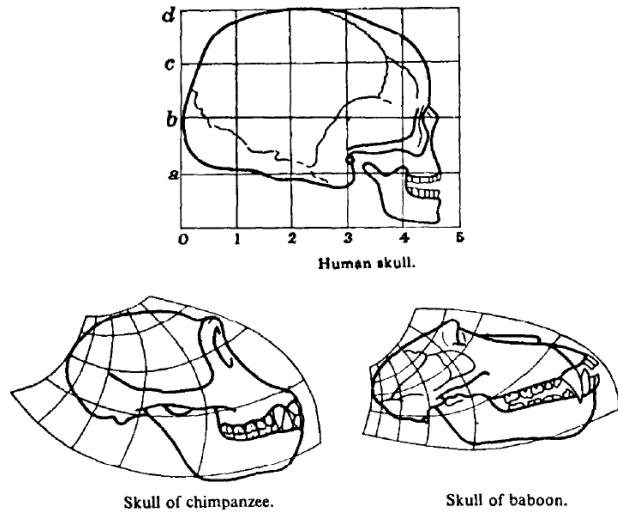 d
c
b
a
0 1 2 3 4 5
Human skull.
Skull of chimpanzee.
Skull of baboon.